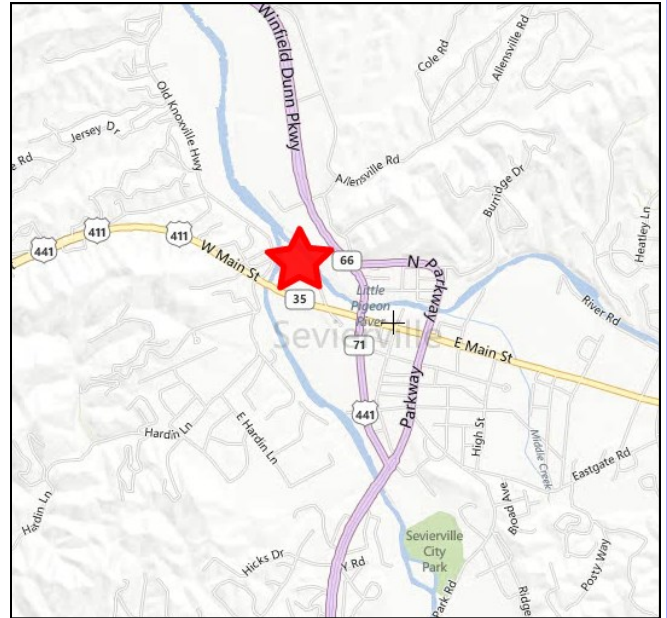 Winfield Dunn Pkwy
Cole Rd
Allensville Rd
Old Knoxville Hwy
Jersey Dr
e Rd
Allensville Rd
Burridge Dr
Heatley Ln
411
411
441
W Main St
66
N Parkway
35
Little
Pigeon
River
River Rd
Sevierville
71
E Main St
Parkway
441
Hardin Ln
E Hardin Ln
High St
Middle Creek
Eastgate Rd
Hardin Ln
Road Ave
Sevierville
City
Park
Hicks Dr
Y Rd
Park Rd
Ridge
Posty Way